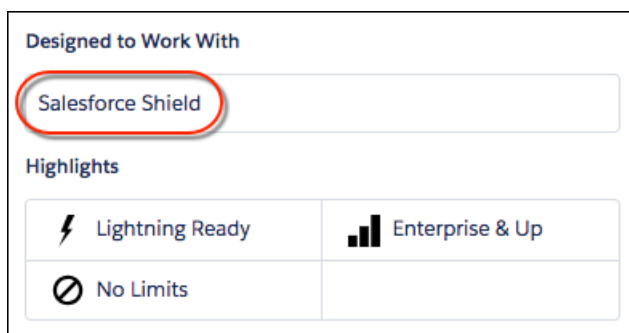 Designed to Work With
Salesforce Shield
Highlights
Lightning Ready
Enterprise & Up
No Limits